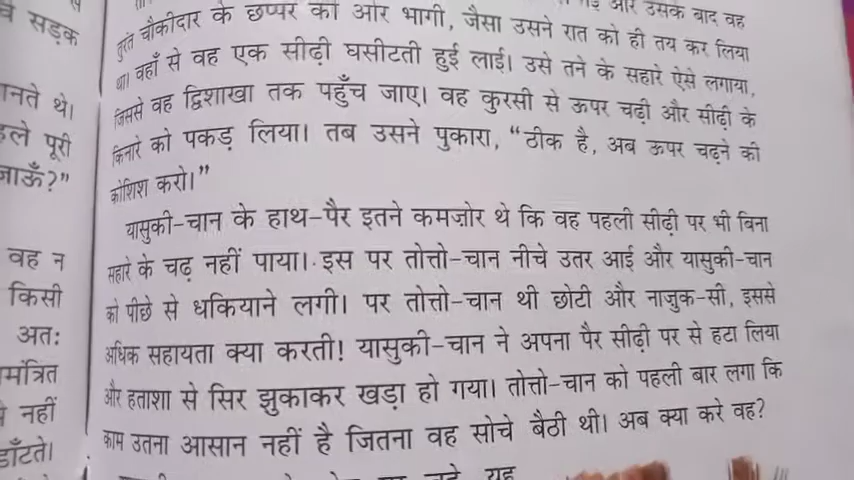 सड़क
और उसके बाद वह
तुरंत चौकीदार के छप्पर की ओर भागी, जैसा उसने रात को ही तय कर लिया
था। वहाँ से वह एक सीढ़ी घसीटती हुई लाई। उसे तने के सहारे ऐसे लगाया,
जिससे वह द्विशाखा तक पहुँच जाए। वह कुरसी से ऊपर चढ़ी और सीढ़ी के
किनारे को पकड़ लिया। तब उसने पुकारा, “ठीक है, अब ऊपर चढ़ने की
कोशिश करो।”
यासुकी-चान के हाथ-पैर इतने कमज़ोर थे कि वह पहली सीढ़ी पर भी बिना
सहारे के चढ़ नहीं पाया। इस पर तोत्तो-चान नीचे उतर आई और यासुकी-चान
को पीछे से धकियाने लगी। पर तोत्तो-चान थी छोटी और नाज़ुक-सी, इससे
अधिक सहायता क्या करती! यासुकी-चान ने अपना पैर सीढ़ी पर से हटा लिया
और हताशा से सिर झुकाकर खड़ा हो गया। तोत्तो-चान को पहली बार लगा कि
काम उतना आसान नहीं है जितना वह सोचे बैठी थी। अब क्या करे वह?
थे।
पूरी
जाऊँ?”
वह न
किसी
अतः
नहीं